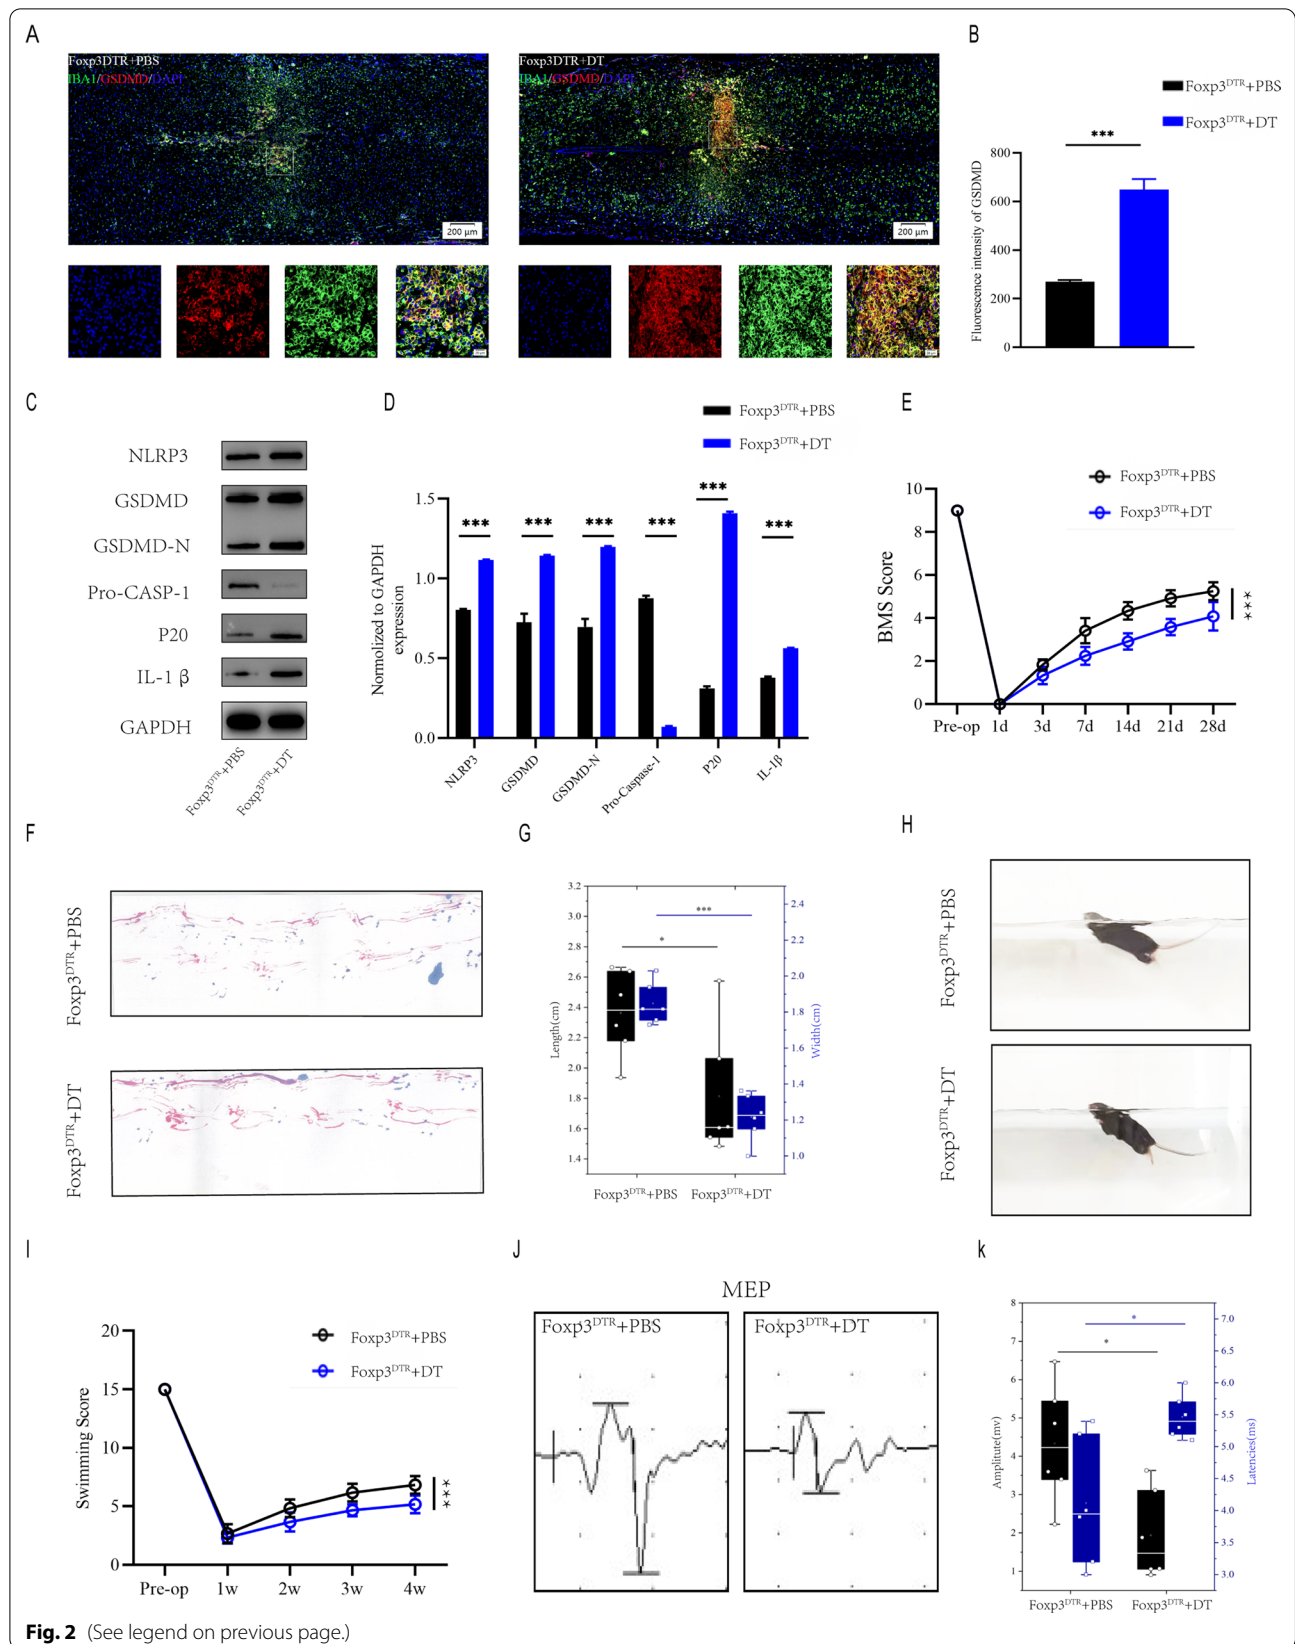 A
Foxp3DTR+PBS
IBA1/GSDMD/DAPI
200 μm
Foxp3DTR+DT
IBA1/GSDMD/DAPI
200 μm
B
Foxp3DTR+PBS
Foxp3DTR+DT
***
Fluorescence intensity of GSDMD
800
600
400
200
0
C
NLRP3
GSDMD
GSDMD-N
Pro-CASP-1
P20
IL-1 β
GAPDH
Foxp3DTR+PBS
Foxp3DTR+DT
D
Foxp3DTR+PBS
Foxp3DTR+DT
Normolized to GAPDH
expression
1.5
1.0
0.5
0.0
*** *** *** *** *** ***
NLRP3
GSDMD
GSDMD-N
Pro-Caspase-1
P20
IL-1β
E
Foxp3DTR+PBS
Foxp3DTR+DT
BMS Score
10
8
6
4
2
0
***
Pre-op 1d 3d 7d 14d 21d 28d
F
Foxp3DTR+PBS
Foxp3DTR+DT
G
Length(cm)
3.2
3.0
2.8
2.6
2.4
2.2
2.0
1.8
1.6
1.4
***
*
Width(cm)
2.4
2.2
2.0
1.8
1.6
1.4
1.2
1.0
Foxp3DTR+PBS Foxp3DTR+DT
H
Foxp3DTR+PBS
Foxp3DTR+DT
I
Foxp3DTR+PBS
Foxp3DTR+DT
Swimming Score
20
15
10
5
0
***
Pre-op 1w 2w 3w 4w
J
MEP
Foxp3DTR+PBS
Foxp3DTR+DT
k
Amplitute(mv)
8
7
6
5
4
3
2
1
*
*
Latencies(ms)
7.0
6.5
6.0
5.5
5.0
4.5
4.0
3.5
3.0
Foxp3DTR+PBS Foxp3DTR+DT
Fig. 2 (See legend on previous page.)